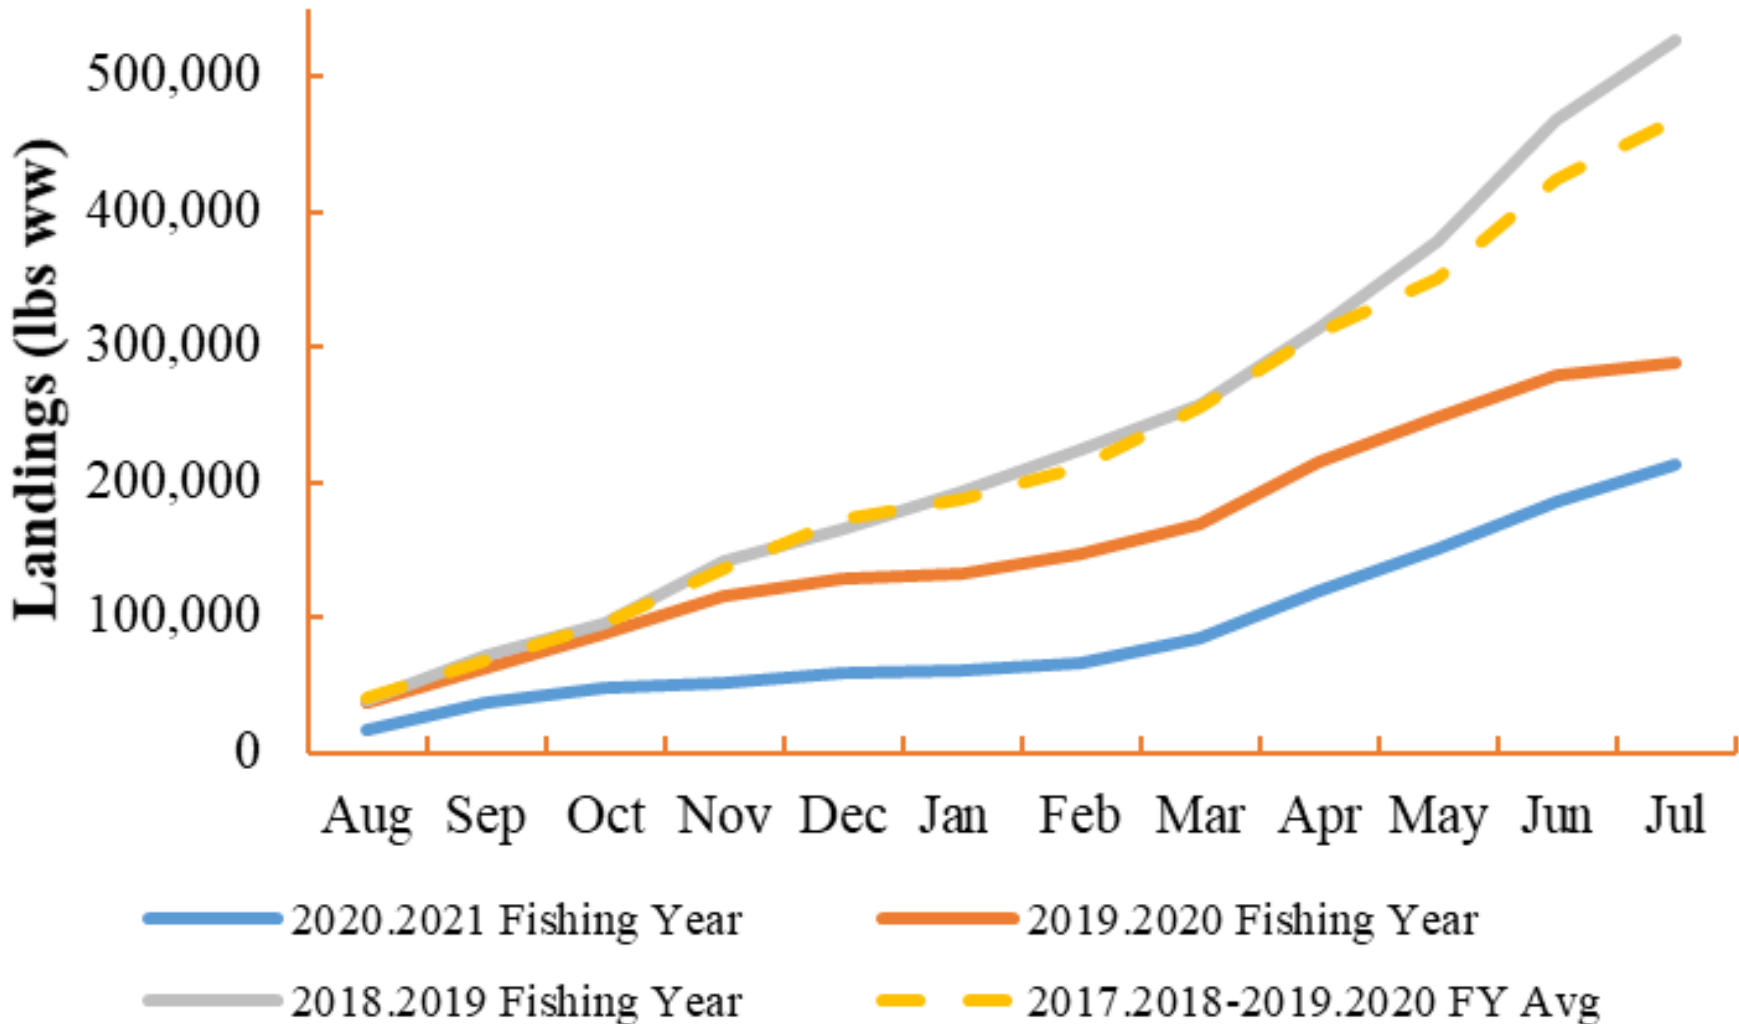 Landings (lbs ww)
500,000
400,000
300,000
200,000
100,000
0
Aug Sep Oct Nov Dec Jan Feb Mar Apr May Jun Jul
2020.2021 Fishing Year 2019.2020 Fishing Year
2018.2019 Fishing Year 2017.2018-2019.2020 FY Avg